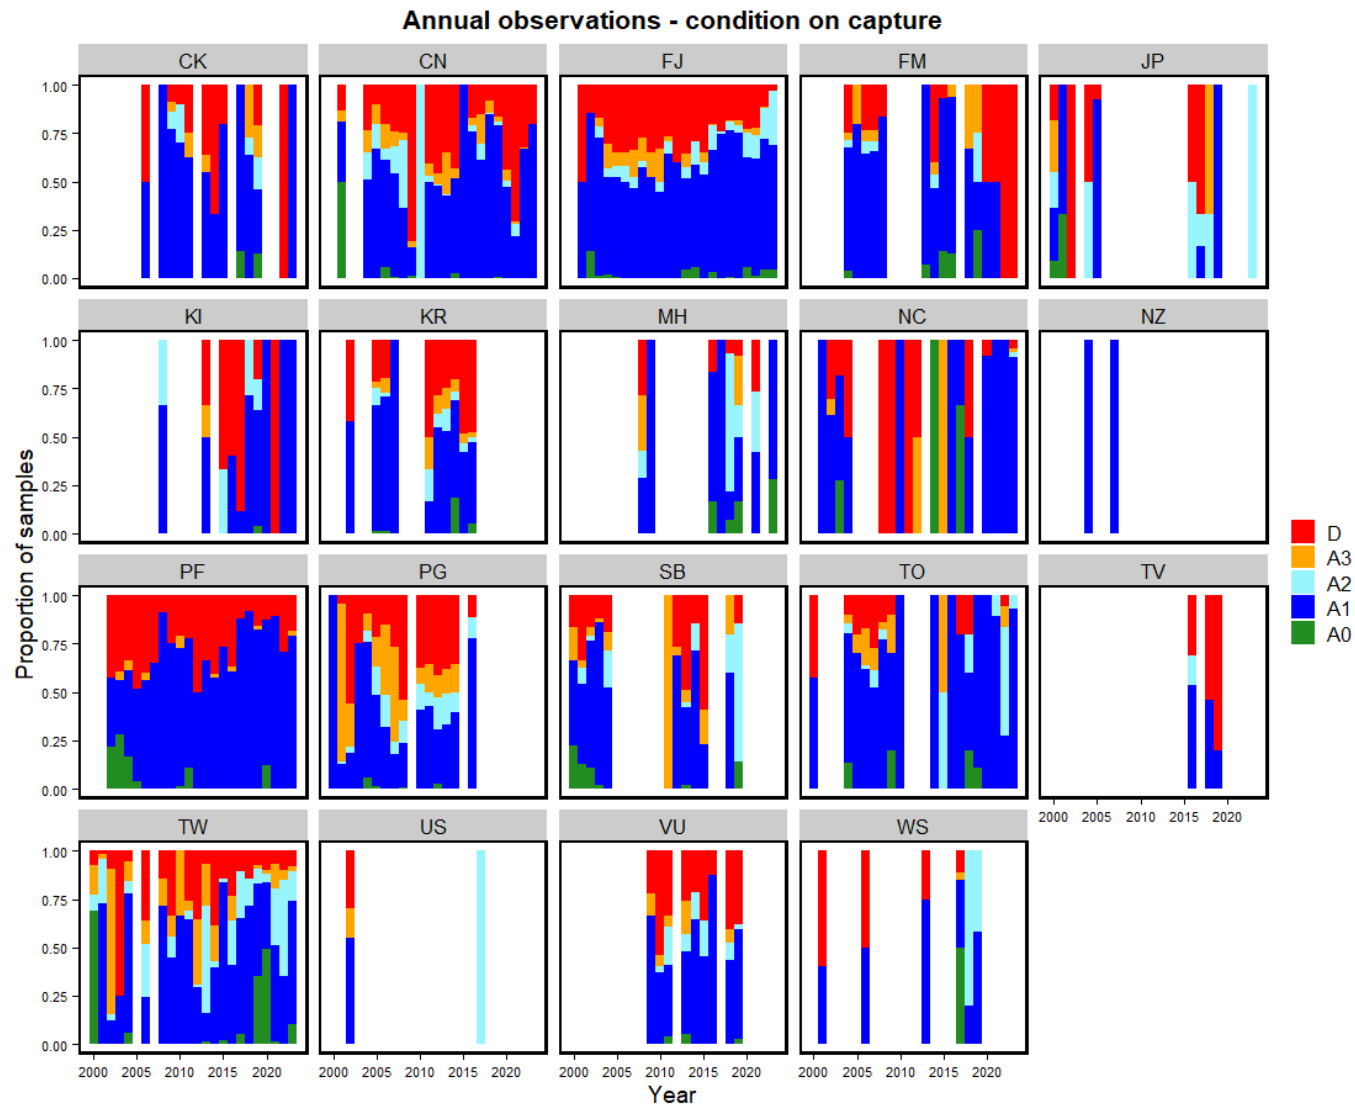 Annual observations - condition on capture
CK CN FJ FM JP
1.00
0.75
0.50
0.25
0.00
KI KR MH NC NZ
1.00
0.75
0.50
0.25
0.00
Proportion of samples
D
A3
A2
A1
A0
PF PG SB TO TV
1.00
0.75
0.50
0.25
0.00
2000 2005 2010 2015 2020
TW US VU WS
1.00
0.75
0.50
0.25
0.00
2000 2005 2010 2015 2020 2000 2005 2010 2015 2020 2000 2005 2010 2015 2020 2000 2005 2010 2015 2020
Year